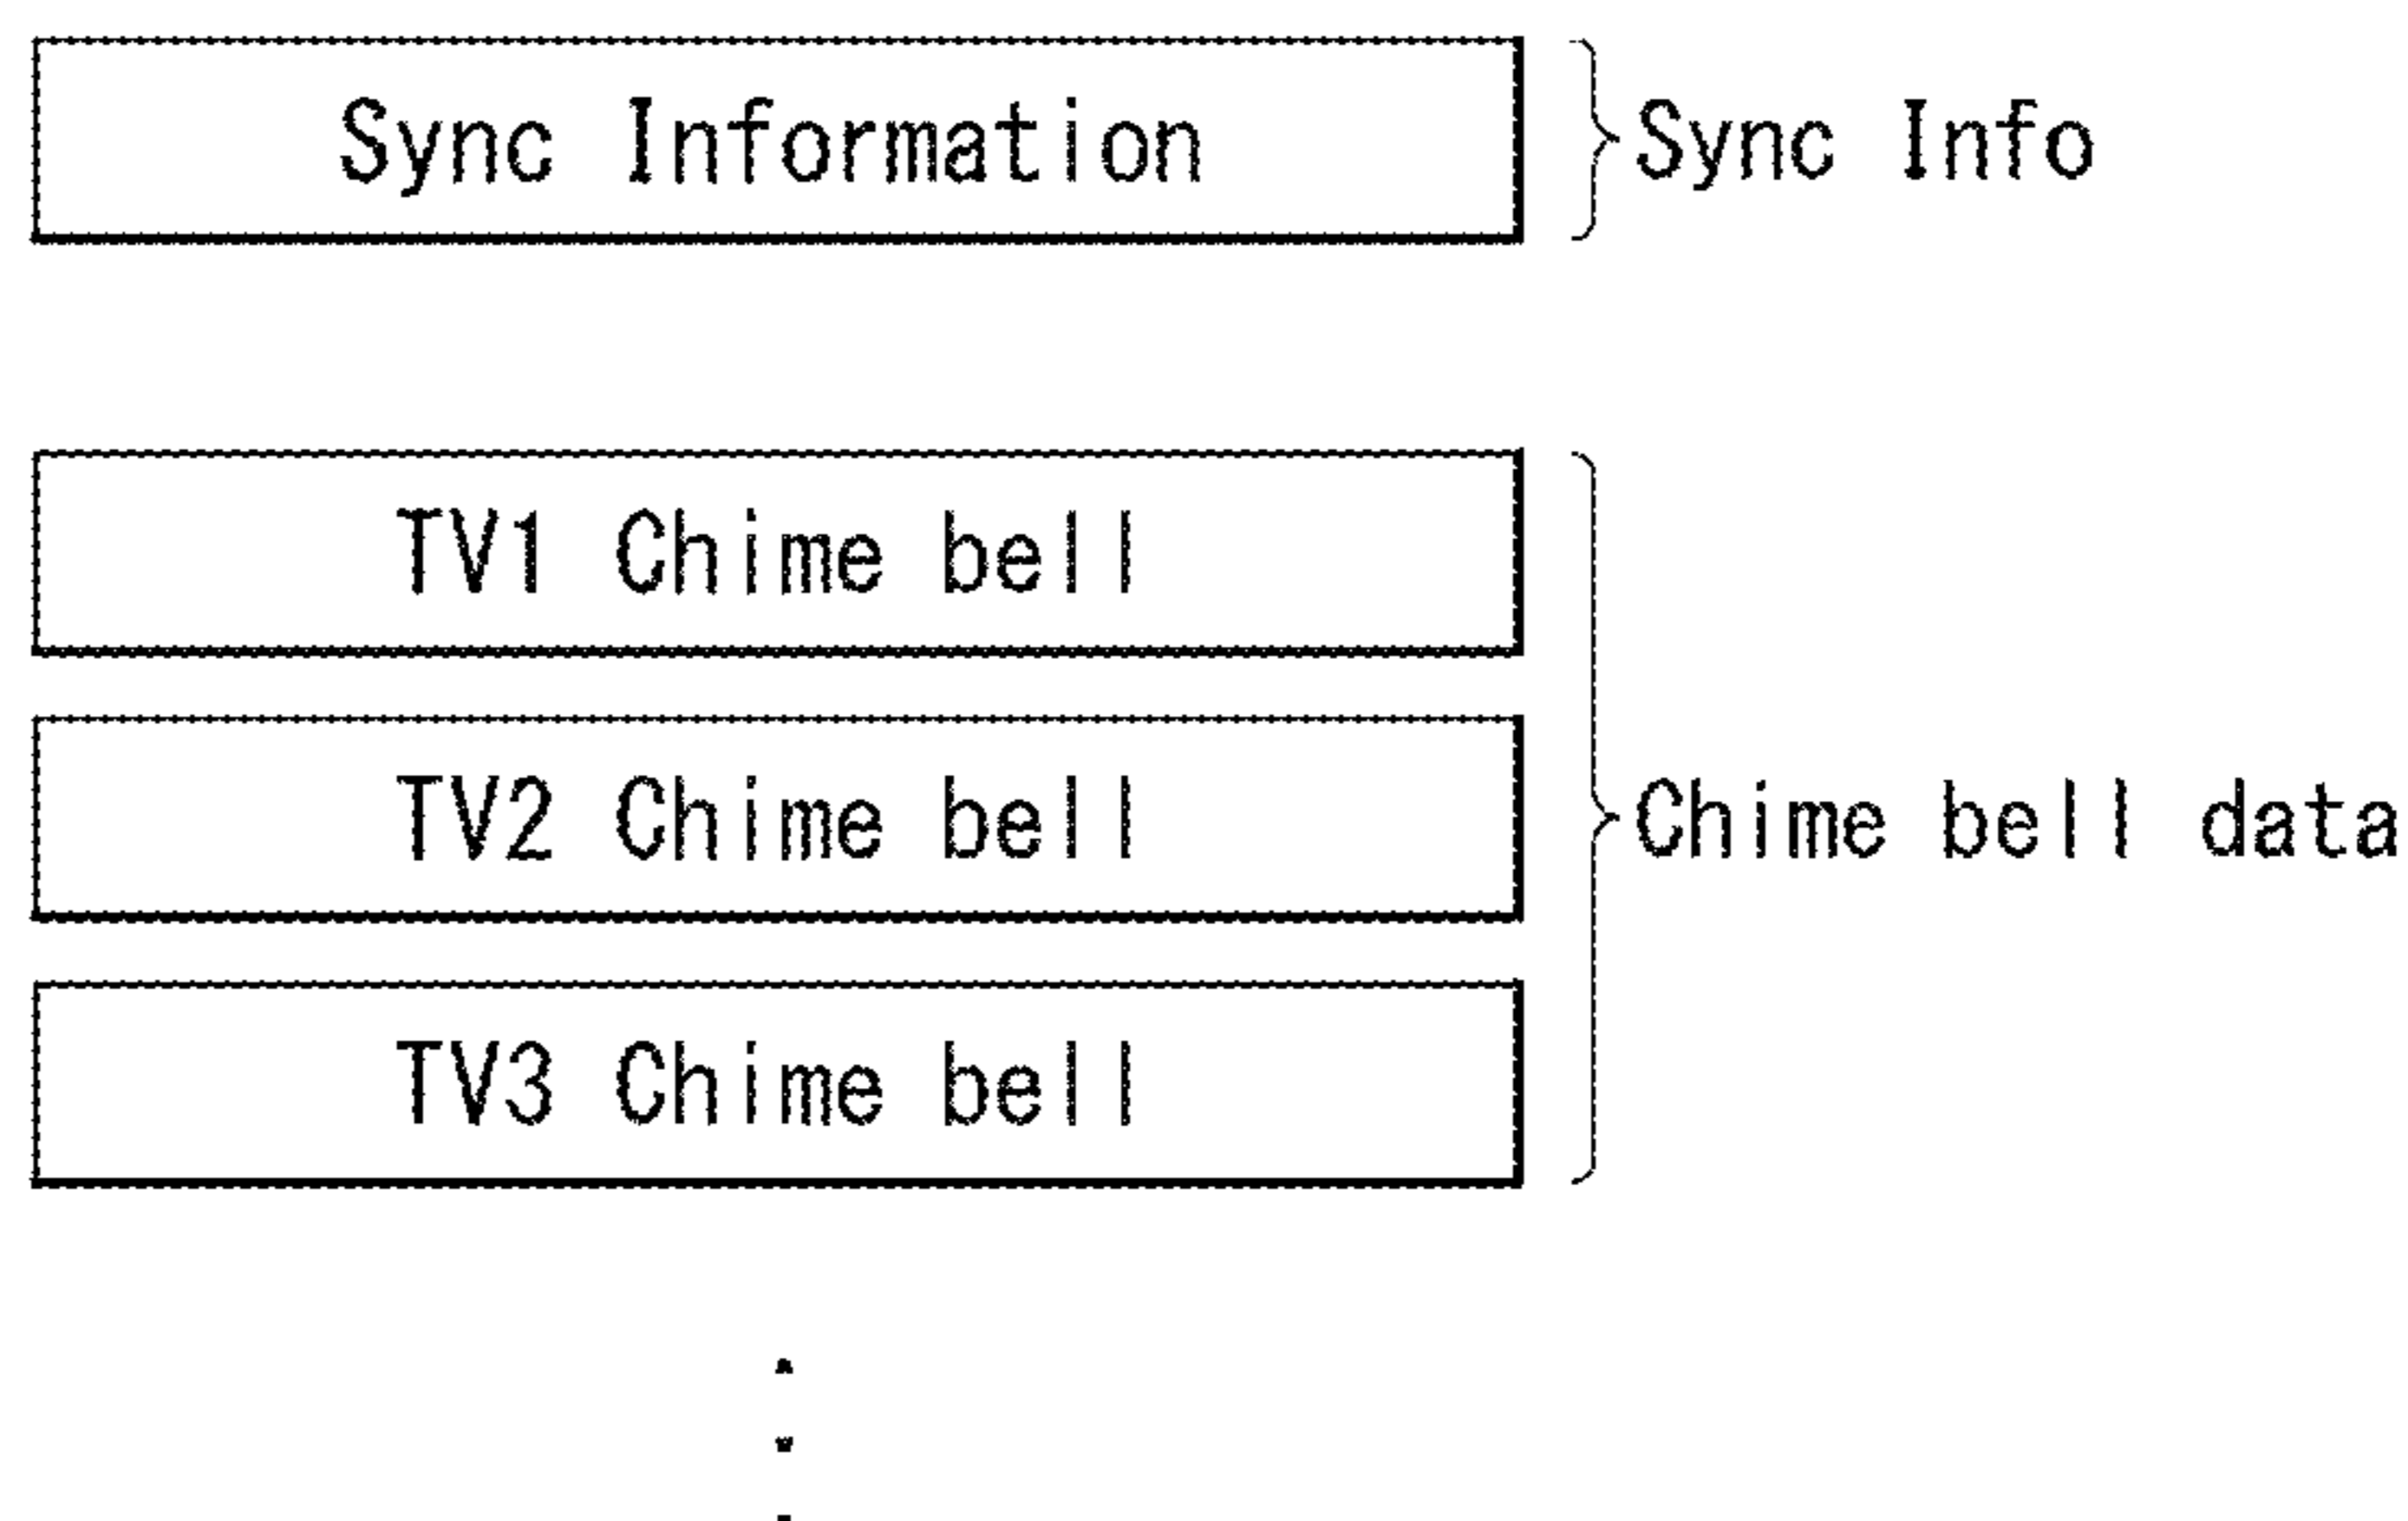 Sync Information
Sync Info
TV1 Chime bell
TV2 Chime bell
Chime bell data
TV3 Chime bell